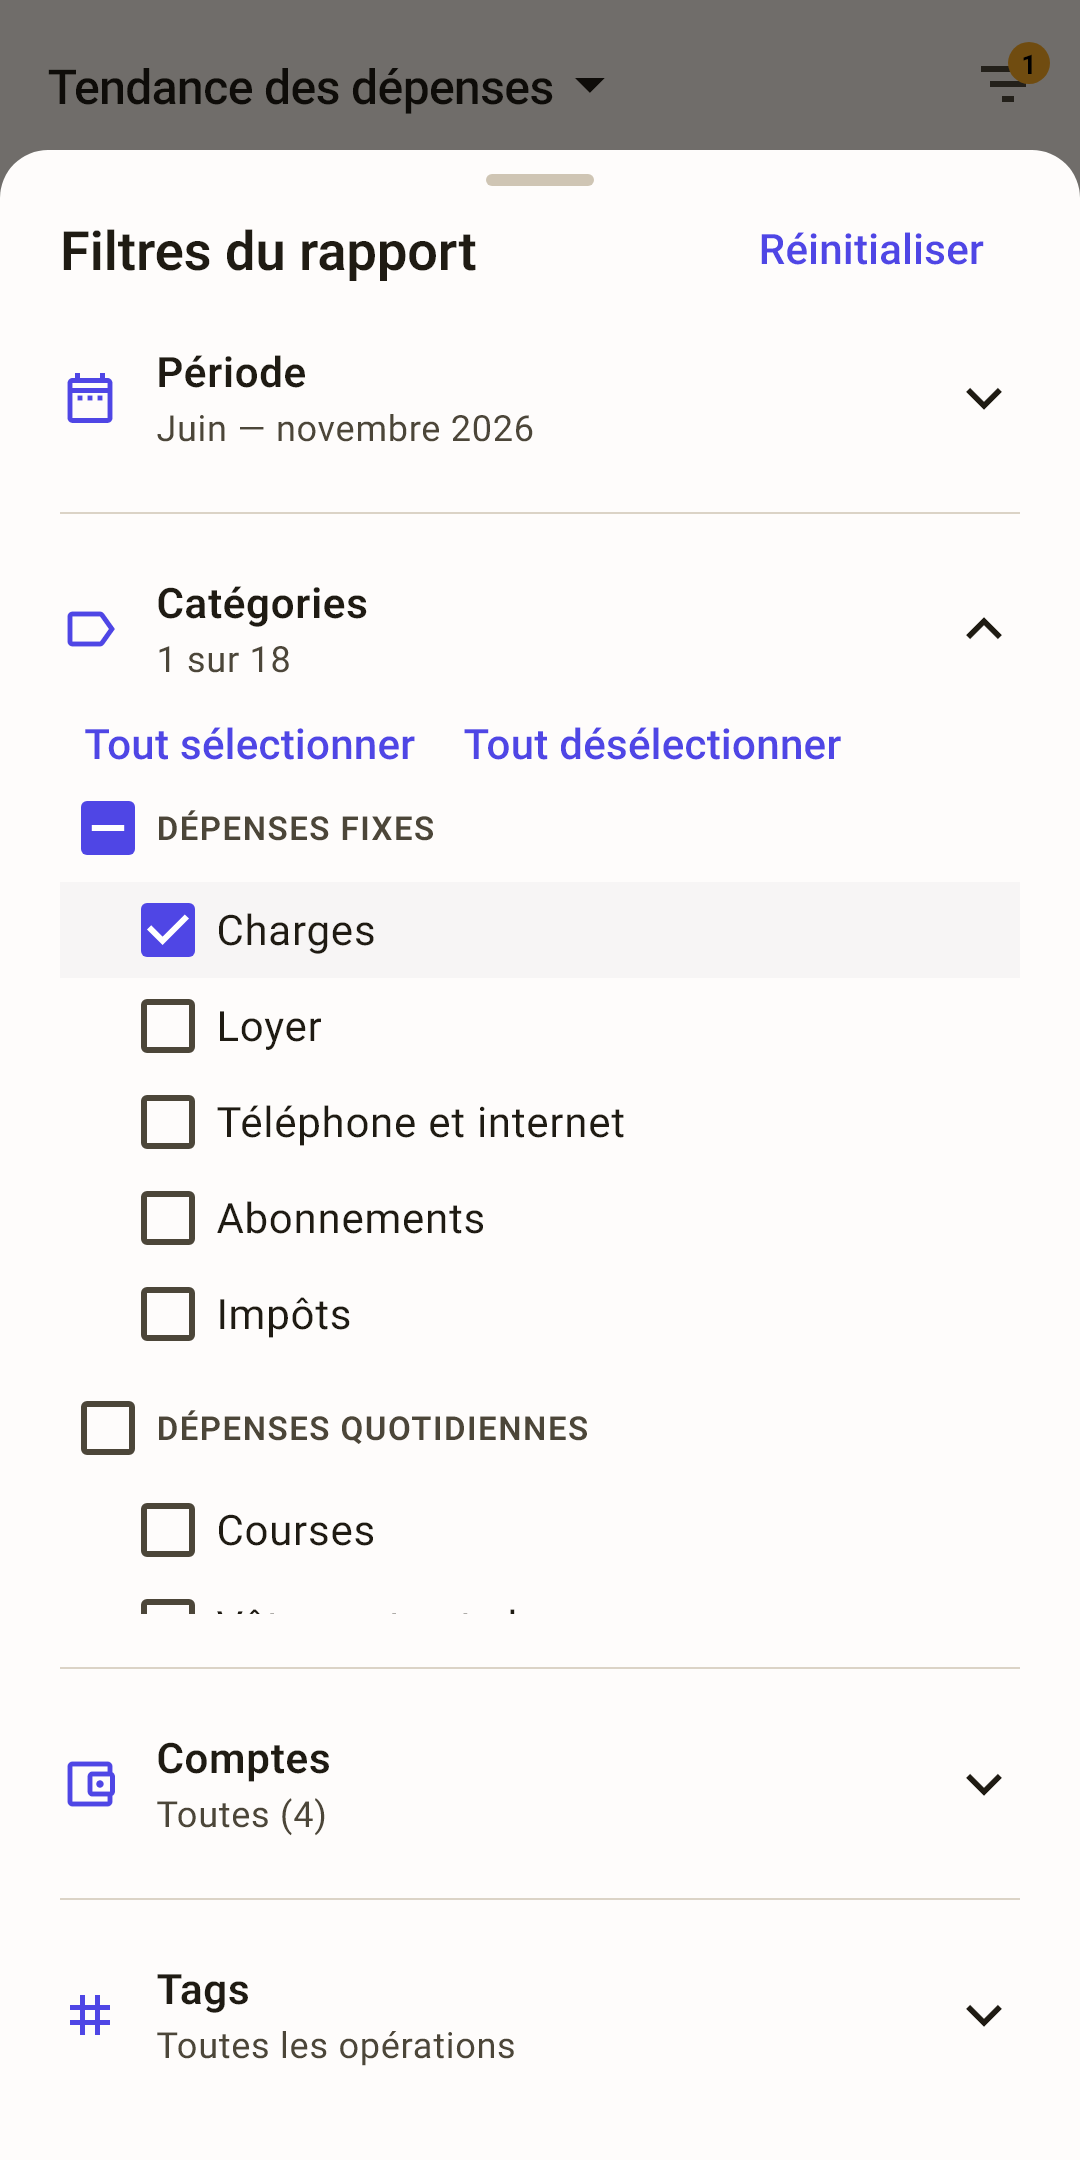 Tendance des dépenses
1
Filtres du rapport
Réinitialiser
Période
Juin — novembre 2026
Catégories
1 sur 18
Tout sélectionner
Tout désélectionner
DÉPENSES FIXES
Charges
Loyer
Téléphone et internet
Abonnements
Impôts
DÉPENSES QUOTIDIENNES
Courses
Comptes
Toutes (4)
Tags
Toutes les opérations